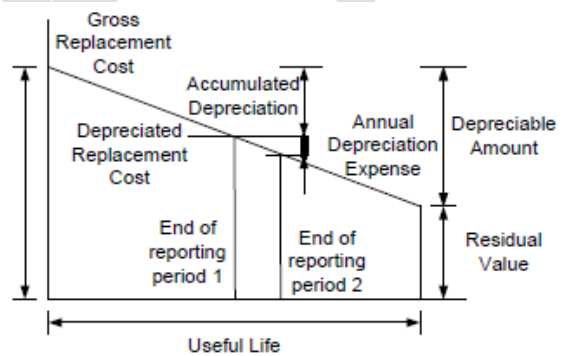 Gross
Replacement
Cost
Accumulated
Depreciation
Depreciated
Replacement
Cost
Annual
Depreciation
Expense
Depreciable
Amount
End of
reporting
period 1
End of
reporting
period 2
Residual
Value
Useful Life